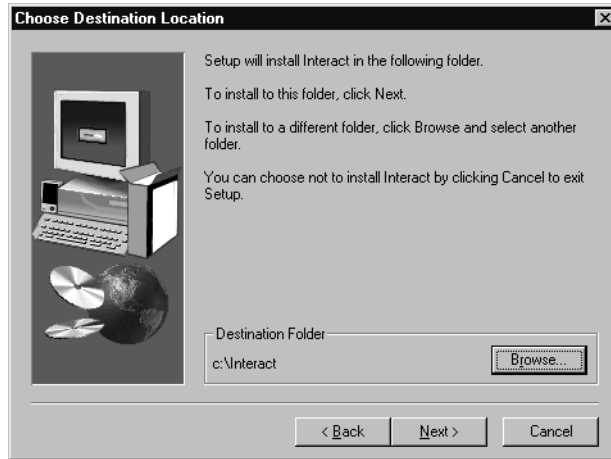 Choose Destination Location
Setup will install Interact in the following folder.
To install to this folder, click Next.
To install to a different folder, click Browse and select another
folder.
You can choose not to install Interact by clicking Cancel to exit
Setup.
Destination Folder
c:\Interact
Browse...
< Back
Next >
Cancel